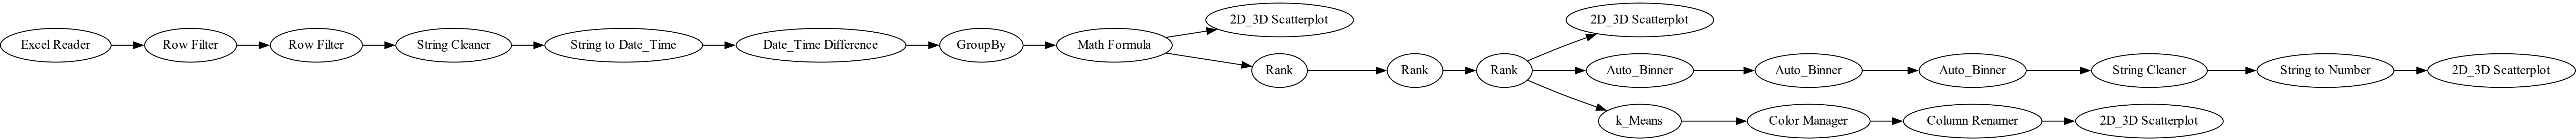 Excel Reader
Row Filter
Row Filter
String Cleaner
String to Date_Time
Date_Time Difference
GroupBy
Math Formula
2D_3D Scatterplot
Rank
Rank
Rank
2D_3D Scatterplot
Auto_Binner
Auto_Binner
Auto_Binner
String Cleaner
String to Number
2D_3D Scatterplot
k_Means
Color Manager
Column Renamer
2D_3D Scatterplot